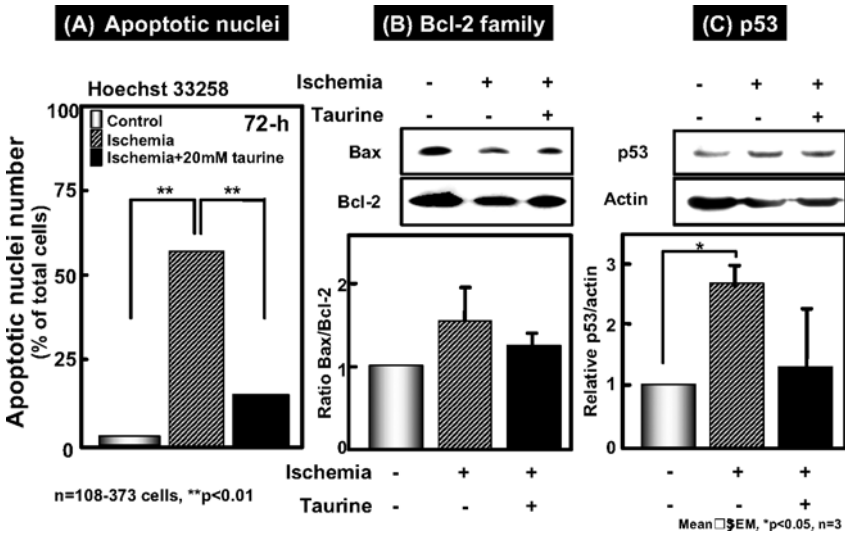 (A) Apoptotic nuclei
(B) Bcl-2 family
(C) p53
Hoechst 33258
100
75
50
25
0
Apoptotic nuclei number
(% of total cells)
Control
72-h
Ischemia
Ischemia+20mM taurine
**
**
n=108-373 cells, **p<0.01
Ischemia - + +
Taurine - - +
Bax
Bcl-2
2
1
0
Ratio Bax/Bcl-2
Ischemia - + +
Taurine - - +
- + +
- - +
p53
Actin
3
2
1
0
Relative p53/actin
*
- + +
- - +
Mean □SEM, *p<0.05, n=3